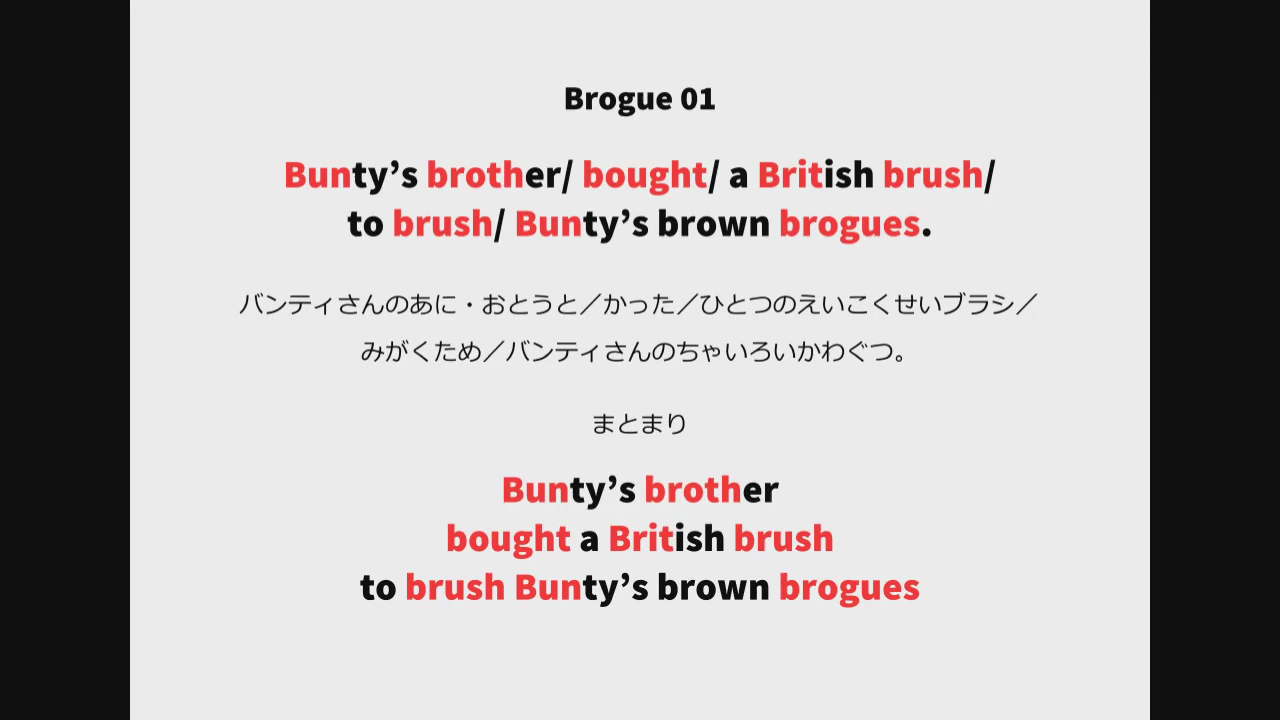 Brogue 01
Bunty’s brother/ bought/ a British brush/
to brush/ Bunty’s brown brogues.
バンティさんのあに・おとうと／かった／ひとつのえいこくせいブラシ／
みがくため／バンティさんのちゃいろいかわぐつ。
まとまり
Bunty’s brother
bought a British brush
to brush Bunty’s brown brogues